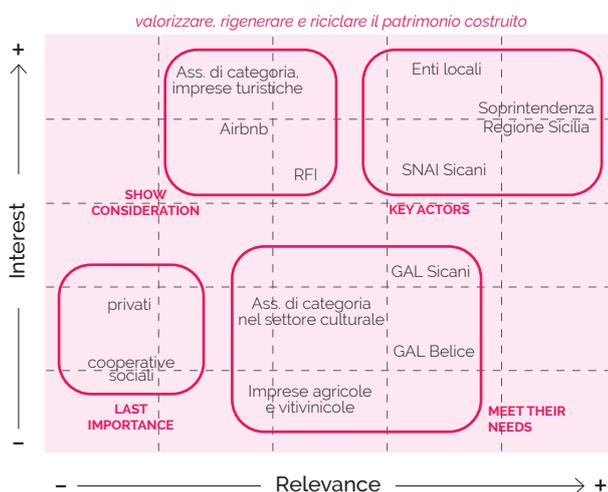 valorizzare, rigenerare e riciclare il patrimonio costruito
+
Ass. di categoria,
imprese turistiche
Airbnb
RFI
SHOW
CONSIDERATION
Enti locali
Soprintendenza
Regione Sicilia
SNAI Sicani
KEY ACTORS
Interest
privati
cooperative
sociali
LAST
IMPORTANCE
GAL Sicani
Ass. di categoria
nel settore culturale
GAL Belice
Imprese agricole
e vitivinicole
MEET THEIR
NEEDS
–
– Relevance +